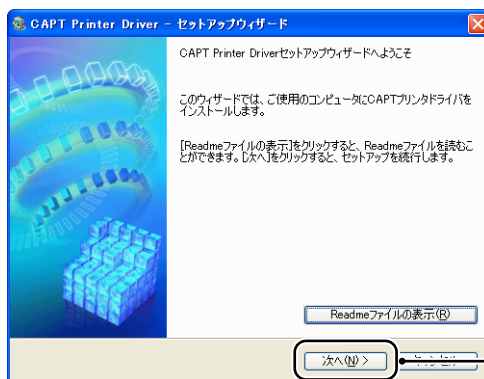 CAPT Printer Driver - セットアップウィザード
CAPT Printer Driverセットアップウィザードへようこそ
このウィザードでは、ご使用のコンピュータにCAPTプリンタドライバを
インストールします。
[Readmeファイルの表示]をクリックすると、Readmeファイルを読むこ
とができます。[次へ]をクリックすると、セットアップを続行します。
Readmeファイルの表示(R)
次へ(N) >